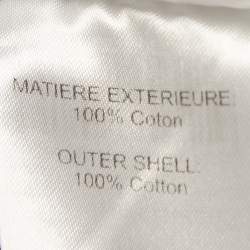 MATIERE EXTERIEURE:
100% Coton
OUTER SHELL:
100% Cotton